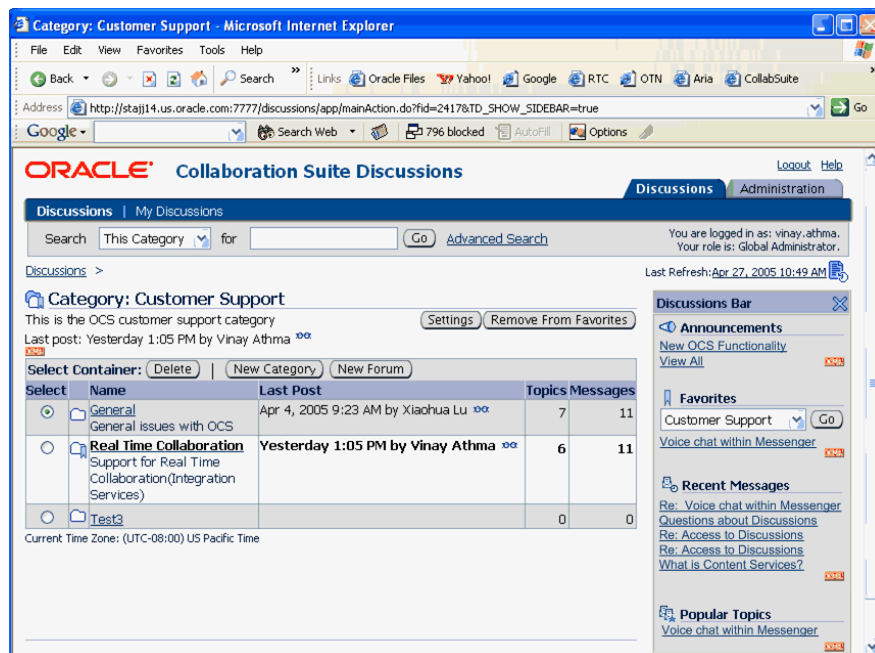 Category: Customer Support - Microsoft Internet Explorer
File Edit View Favorites Tools Help
Back Search » Links Oracle Files Yahoo! Google RTC OTN Aria CollabSuite »
Address http://stajj14.us.oracle.com:7777/discussions/app/mainAction.do?fid=2417&TD_SHOW_SIDEBAR=true Go
Google Search Web 796 blocked AutoFill Options
ORACLE Collaboration Suite Discussions
Logout Help
Discussions Administration
Discussions | My Discussions
Search This Category for Go Advanced Search
You are logged in as: vinay.athma.
Your role is: Global Administrator.
Discussions >
Last Refresh:Apr 27, 2005 10:49 AM
Category: Customer Support
This is the OCS customer support category
Settings Remove From Favorites
Last post: Yesterday 1:05 PM by Vinay Athma
XML
Select Container: Delete | New Category New Forum
Select Name Last Post Topics Messages
General Apr 4, 2005 9:23 AM by Xiaohua Lu 7 11
General issues with OCS
Real Time Collaboration Yesterday 1:05 PM by Vinay Athma 6 11
Support for Real Time
Collaboration(Integration
Services)
Test3 0 0
Current Time Zone: (UTC-08:00) US Pacific Time
Discussions Bar
Announcements
New OCS Functionality
View All
XML
Favorites
Customer Support Go
Voice chat within Messenger
XML
Recent Messages
Re: Voice chat within Messenger
Questions about Discussions
Re: Access to Discussions
Re: Access to Discussions
What is Content Services?
XML
Popular Topics
Voice chat within Messenger
XML